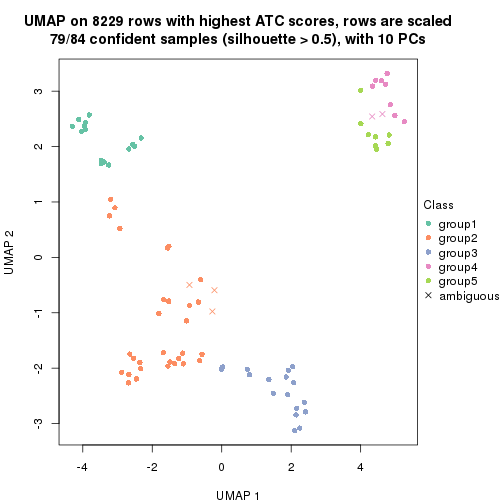 UMAP on 8229 rows with highest ATC scores, rows are scaled
79/84 confident samples (silhouette > 0.5), with 10 PCs
3
2
1
0
-1
-2
-3
UMAP 2
-4
-2
0
2
4
UMAP 1
Class
group1
group2
group3
group4
group5
ambiguous